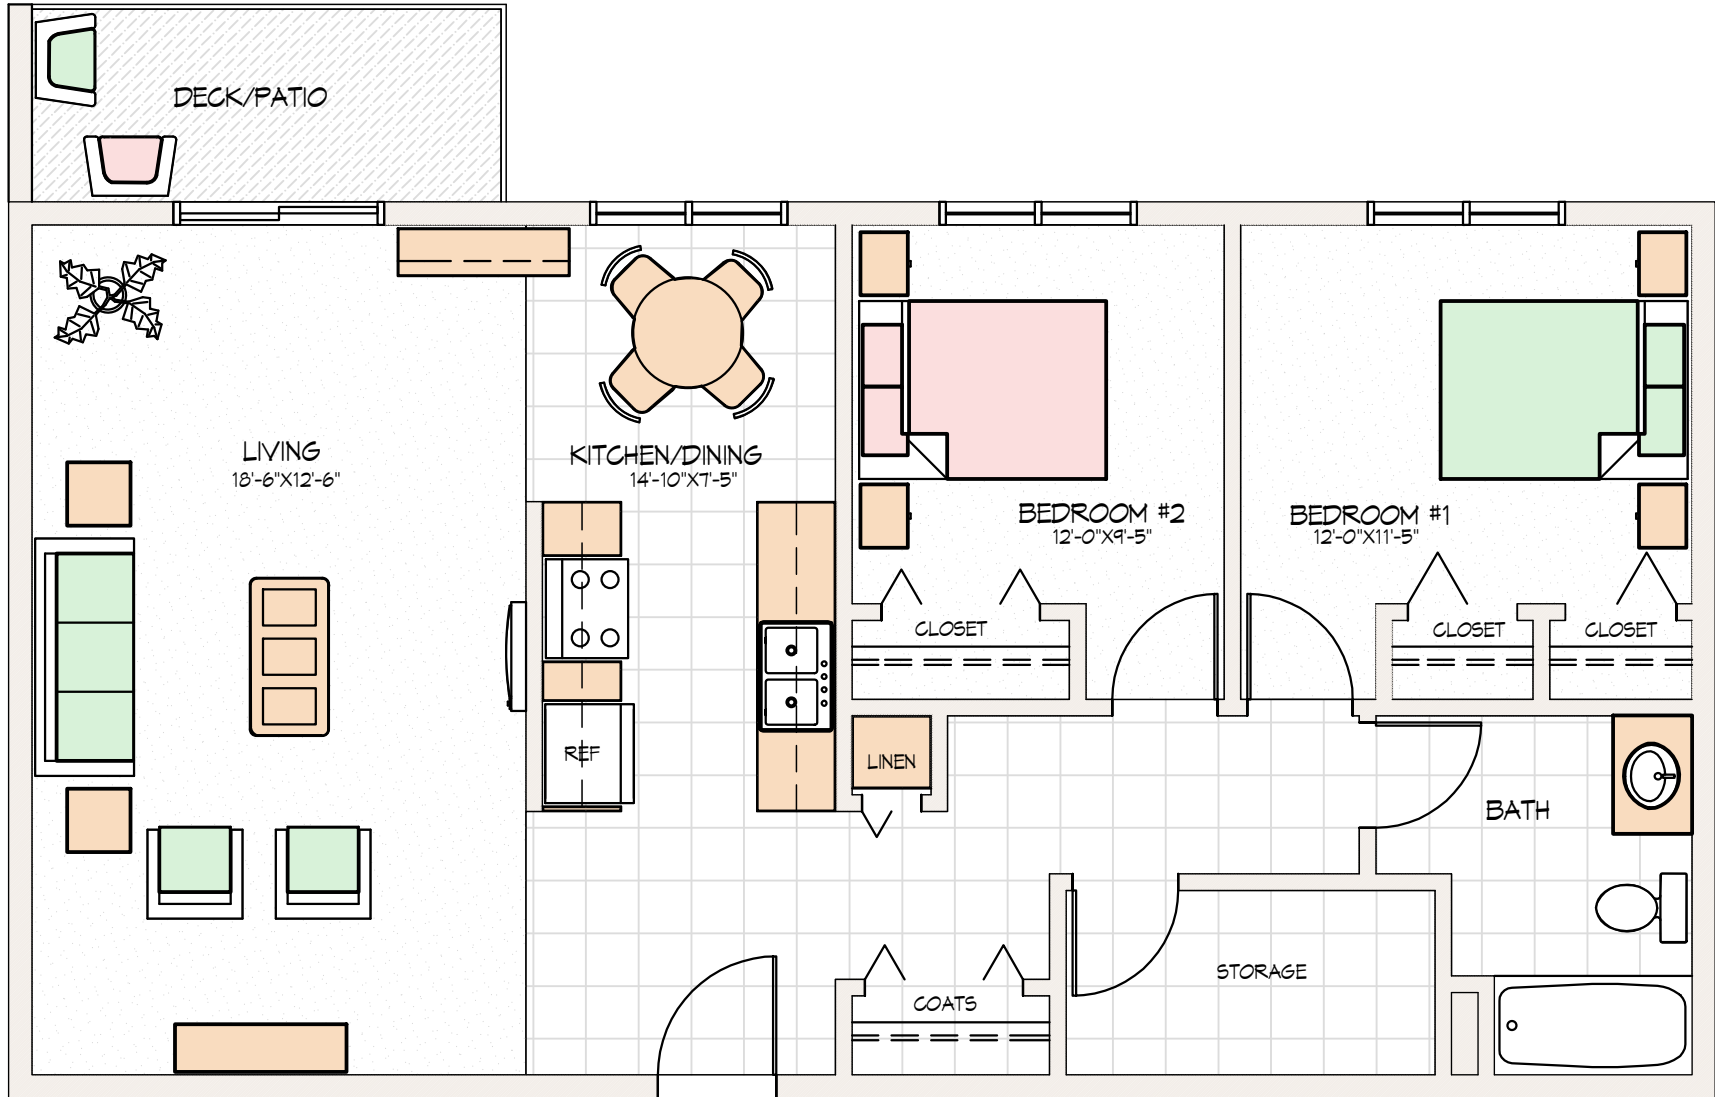 DECK/PATIO
LIVING
18'-6"X12'-6"
KITCHEN/DINING
14'-10"X7'-5"
BEDROOM #2
12'-0"X9'-5"
BEDROOM #1
12'-0"X11'-5"
CLOSET
CLOSET
CLOSET
REF
LINEN
BATH
STORAGE
COATS